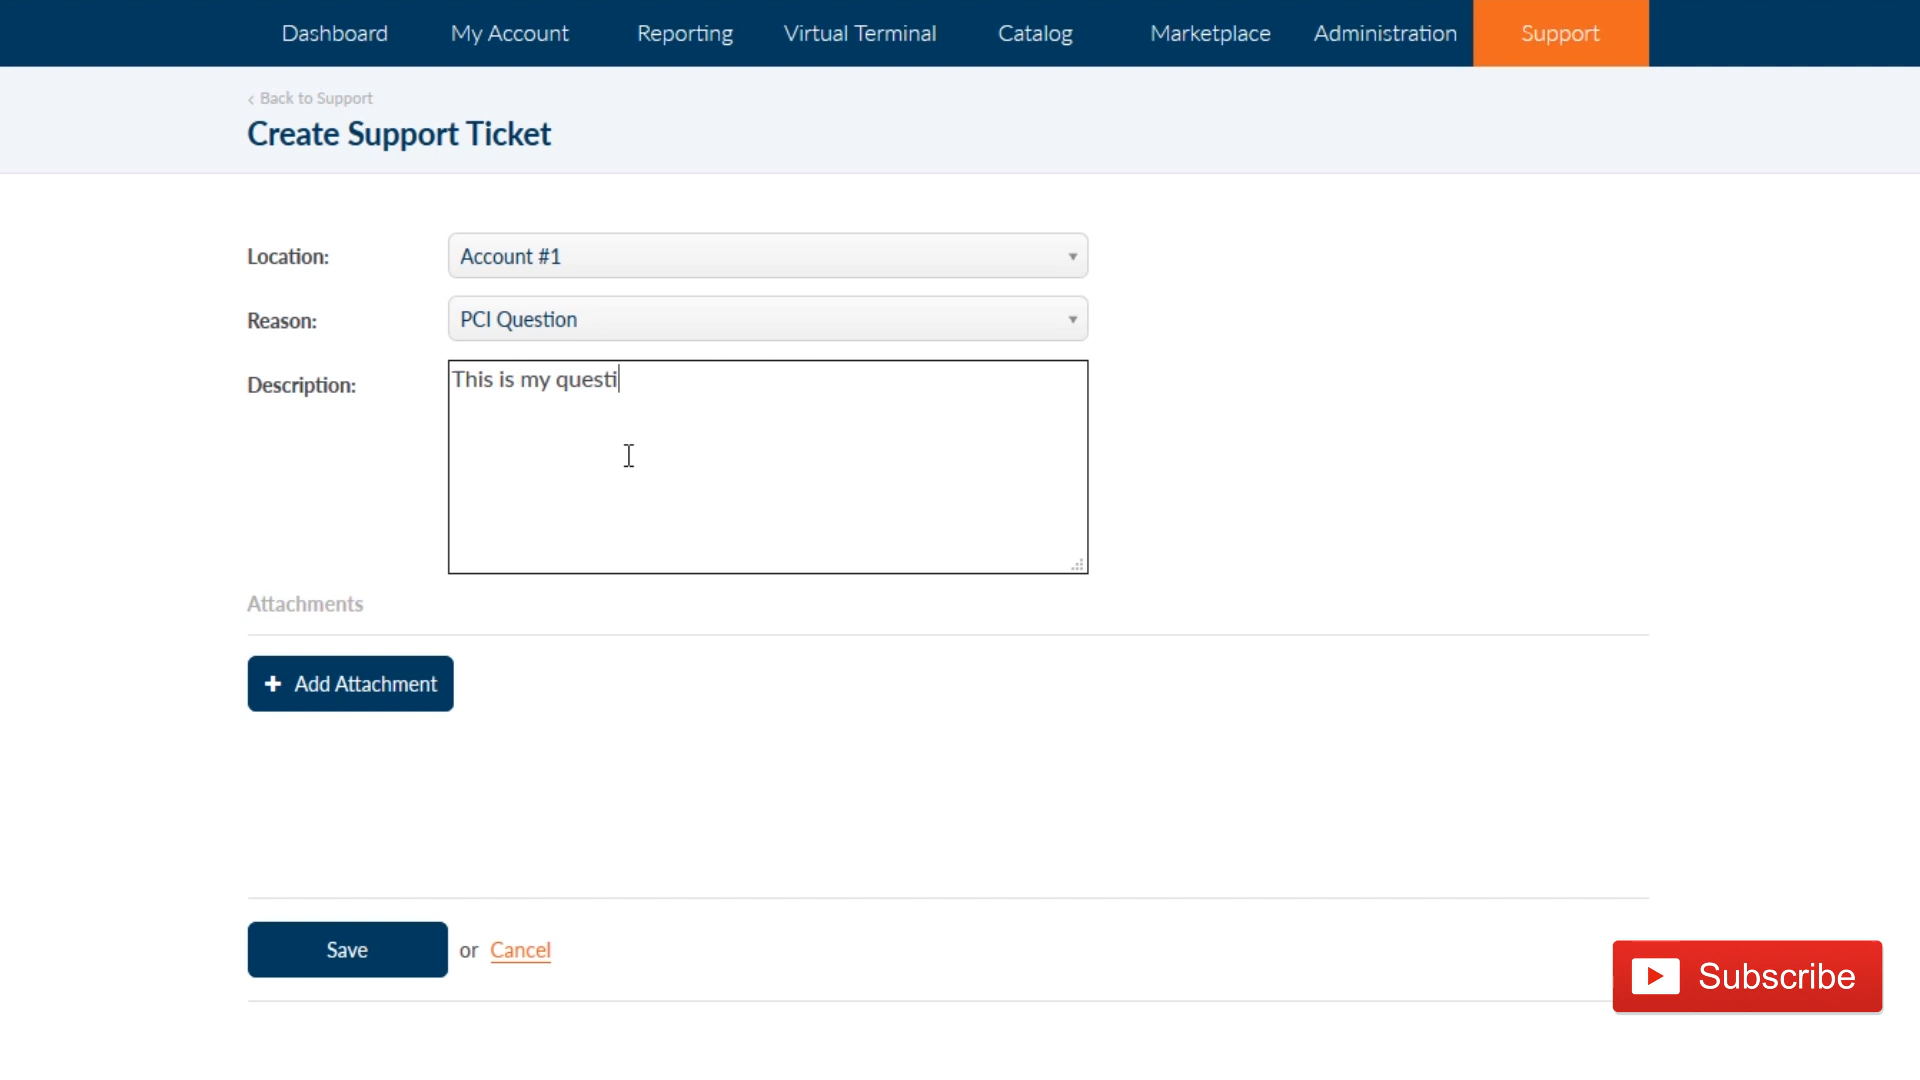 Dashboard My Account Reporting Virtual Terminal Catalog Marketplace Administration Support
‹ Back to Support
Create Support Ticket
Location: Account #1
Reason: PCI Question
Description: This is my questi
Attachments
+ Add Attachment
Save or Cancel
Subscribe